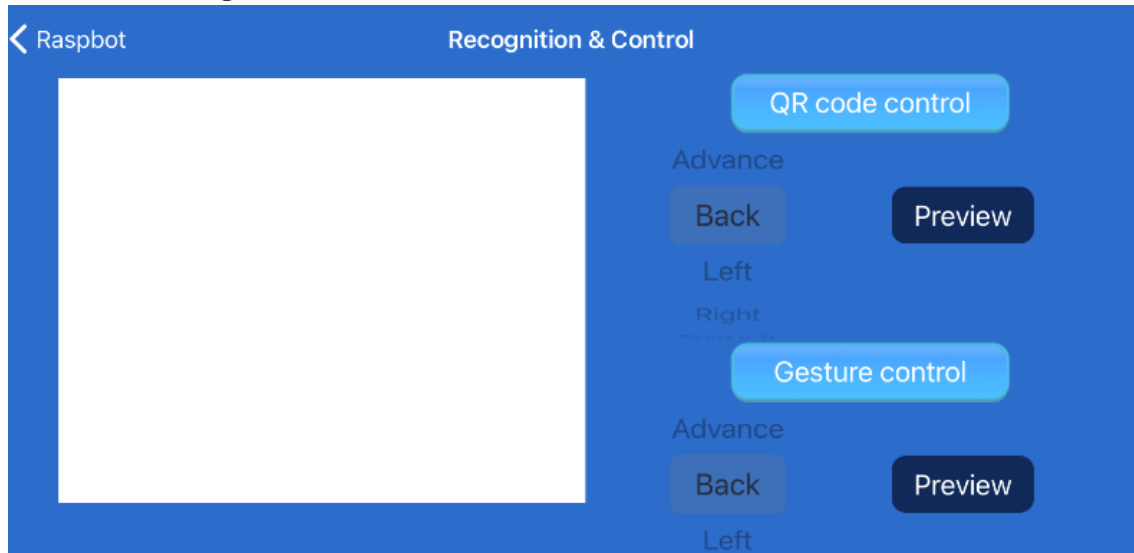 Raspbot
Recognition & Control
QR code control
Advance
Back
Preview
Left
Right
Gesture control
Advance
Back
Preview
Left